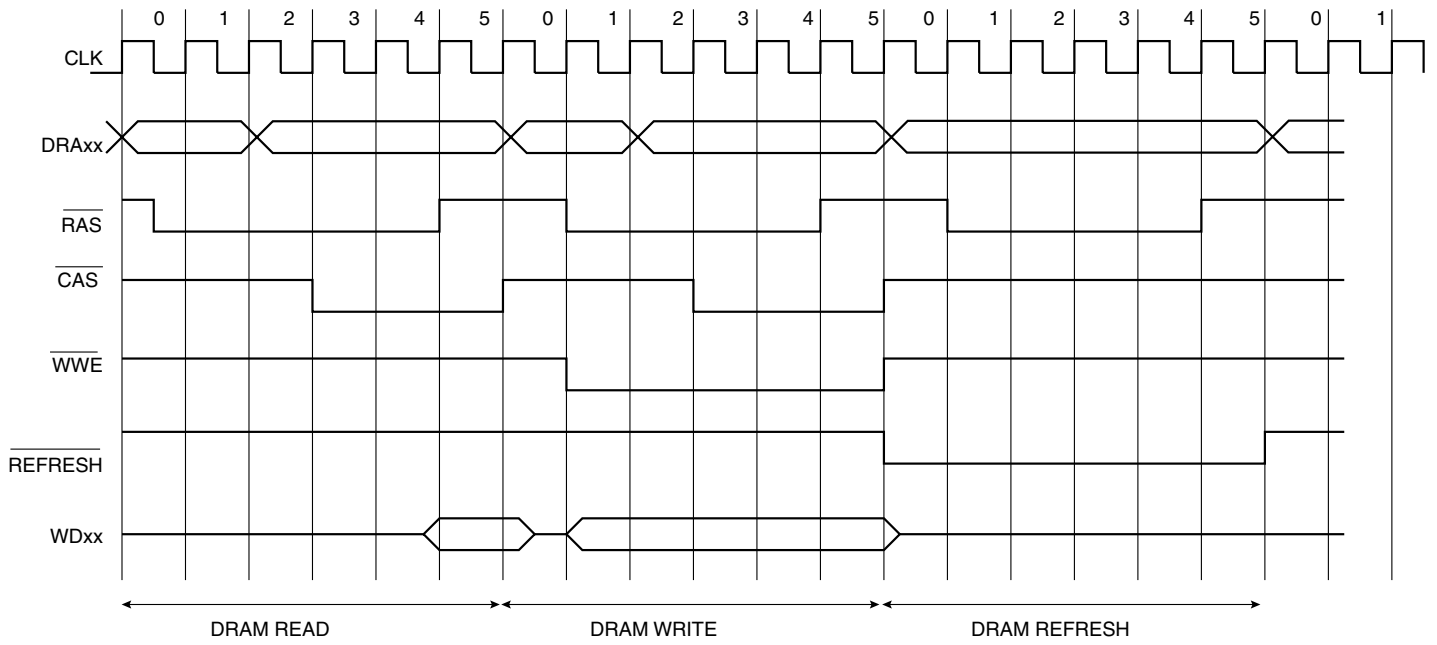 0 1 2 3 4 5 0 1 2 3 4 5 0 1 2 3 4 5 0 1
CLK
DRAxx
RAS
CAS
WWE
REFRESH
WDxx
DRAM READ DRAM WRITE DRAM REFRESH